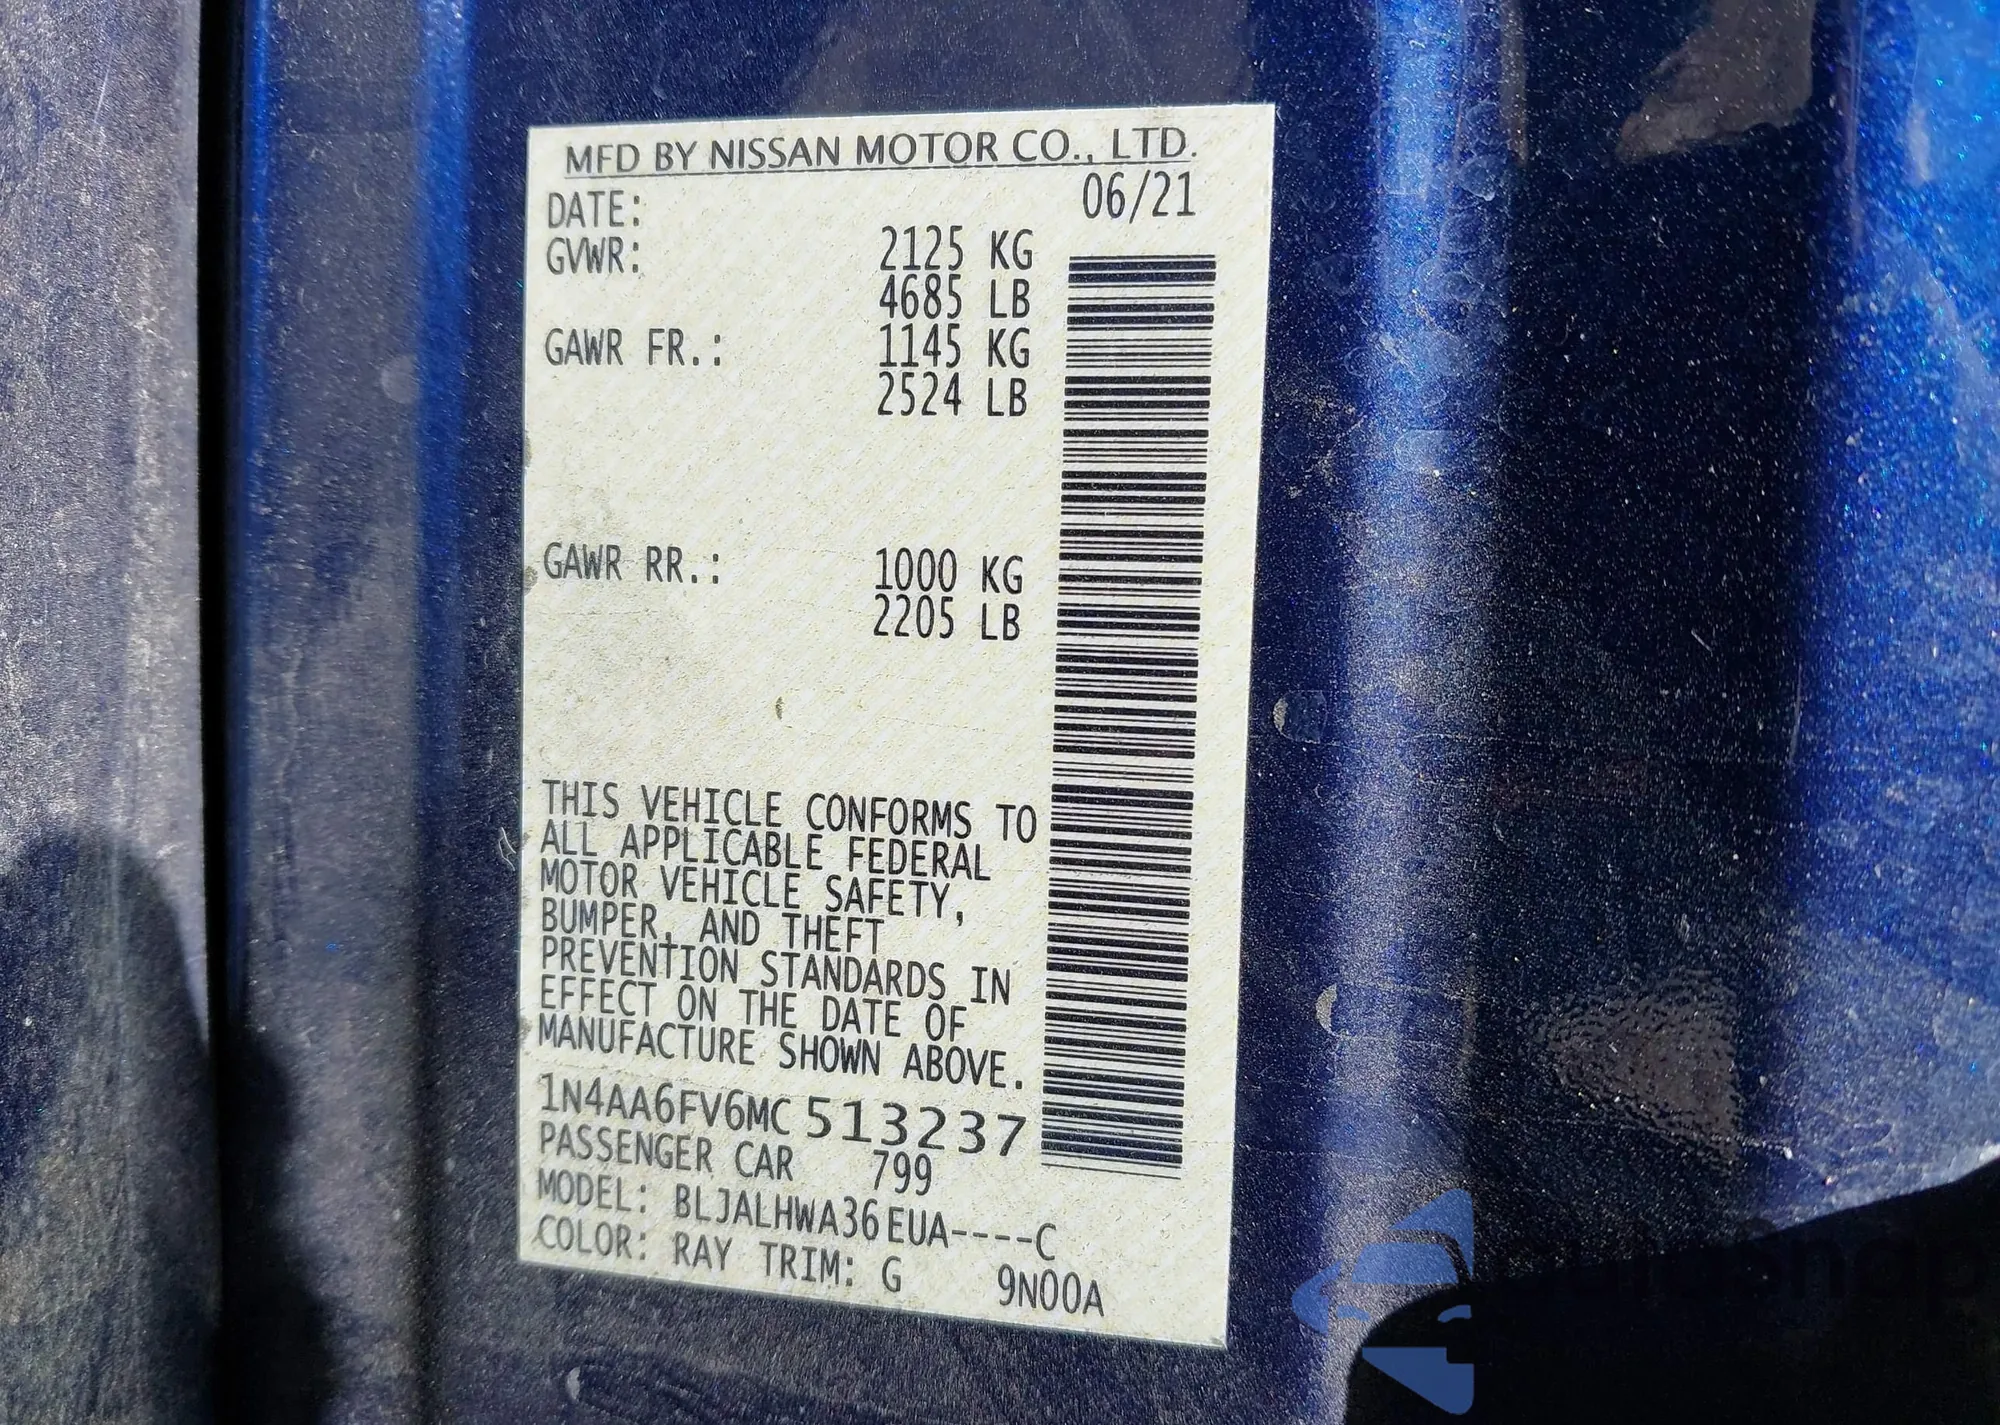 MFD BY NISSAN MOTOR CO., LTD.
DATE: 06/21
GVWR: 2125 KG
4685 LB
GAWR FR.: 1145 KG
2524 LB
GAWR RR.: 1000 KG
2205 LB
THIS VEHICLE CONFORMS TO
ALL APPLICABLE FEDERAL
MOTOR VEHICLE SAFETY,
BUMPER, AND THEFT
PREVENTION STANDARDS IN
EFFECT ON THE DATE OF
MANUFACTURE SHOWN ABOVE.
1N4AA6FV6MC513237
PASSENGER CAR 799
MODEL: BLJALHWA36EUA----C
COLOR: RAY TRIM: G 9N00A